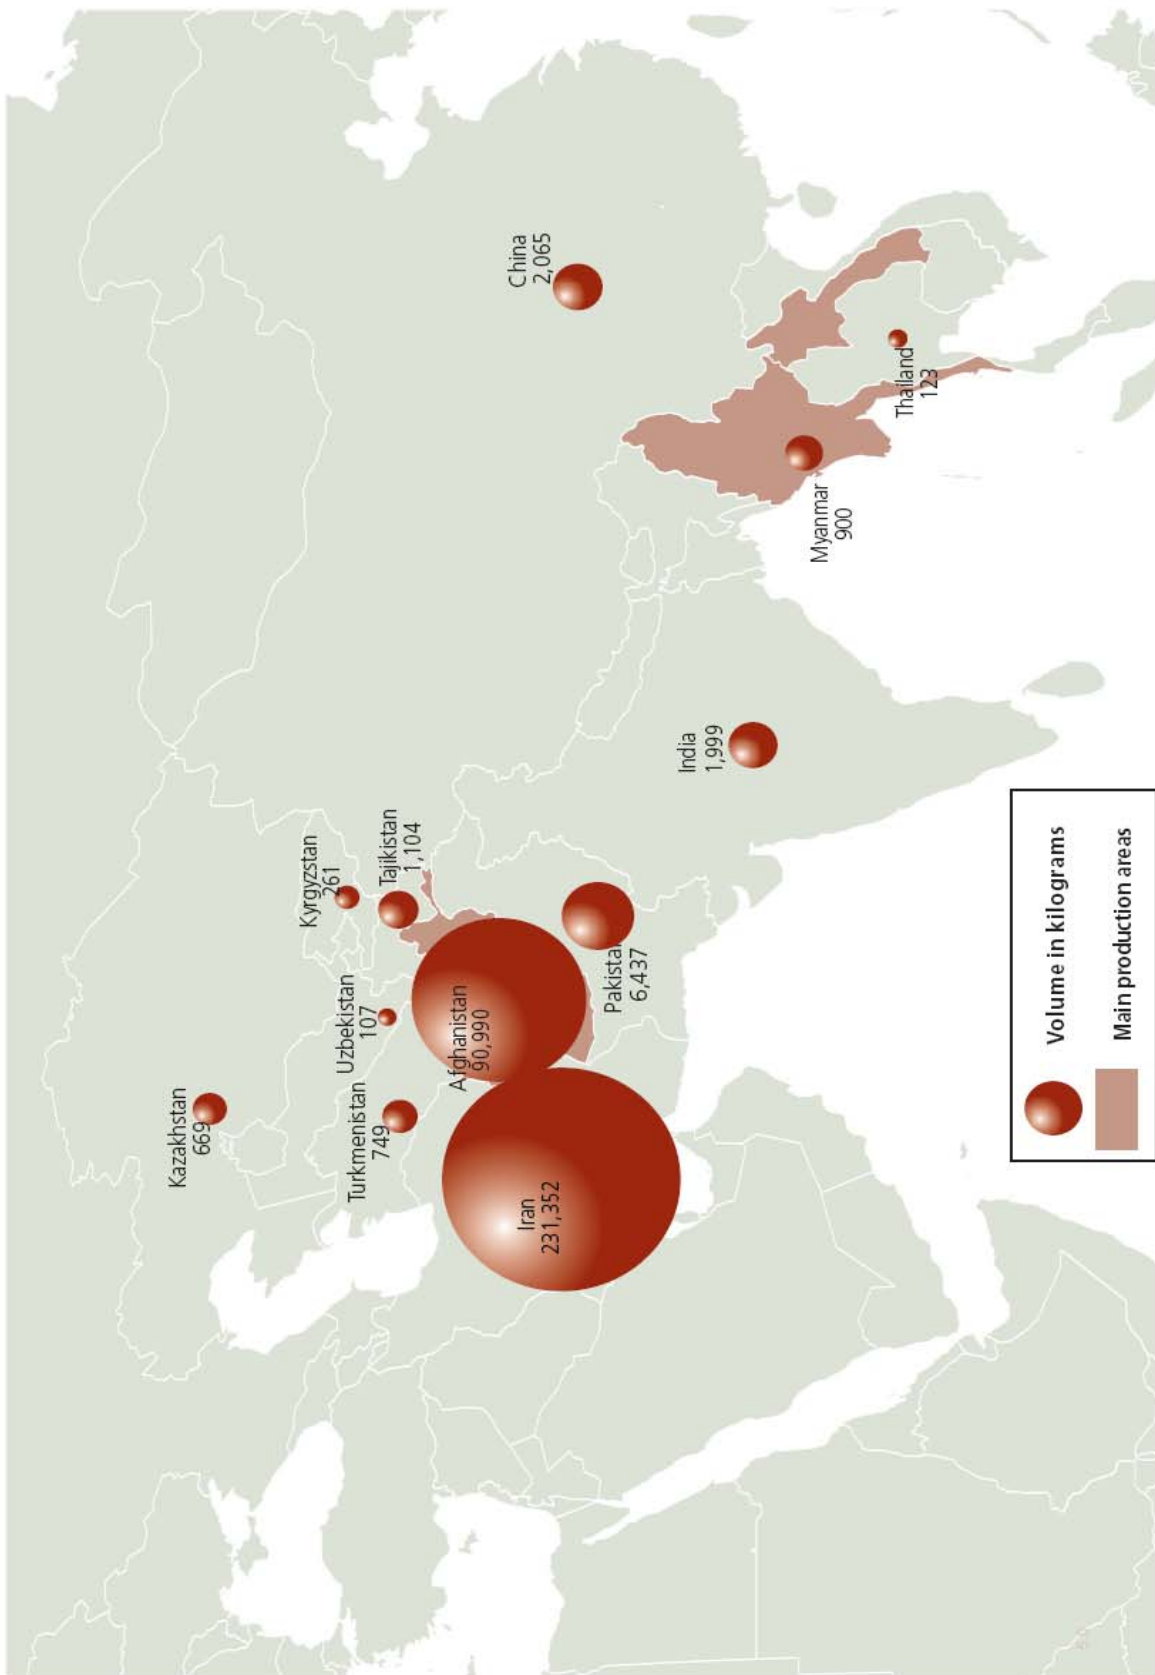 Kazakhstan
669
Uzbekistan
107
Kyrgyzstan
261
Turkmenistan
749
Tajikistan
1,104
Afghanistan
90,990
Iran
231,352
Pakistan
6,437
China
2,065
India
1,999
Myanmar
900
Thailand
123
Volume in kilograms
Main production areas